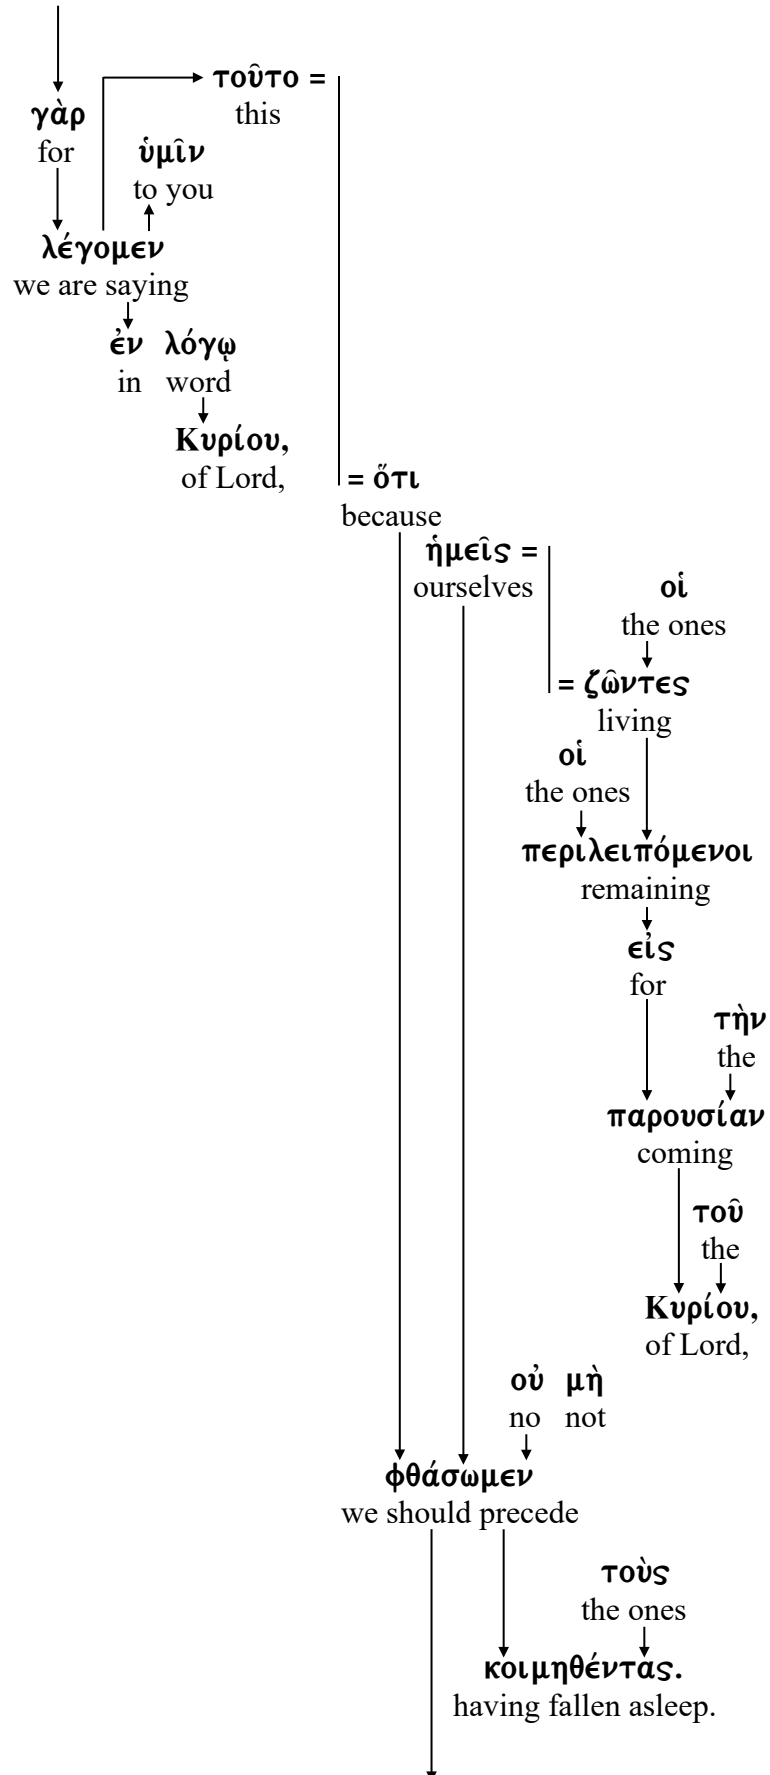 τοῦτο =
this
γὰρ
for
ὑμῖν
to you
λέγομεν
we are saying
ἐν λόγῳ
in word
Κυρίου,
of Lord,
= ὅτι
because
ἡμεῖς =
ourselves
οἱ
the ones
= ζῶντες
living
οἱ
the ones
περιλειπόμενοι
remaining
εἰς
for
τὴν
the
παρουσίαν
coming
τοῦ
the
Κυρίου,
of Lord,
οὐ μὴ
no not
φθάσωμεν
we should precede
τοὺς
the ones
κοιμηθέντας.
having fallen asleep.